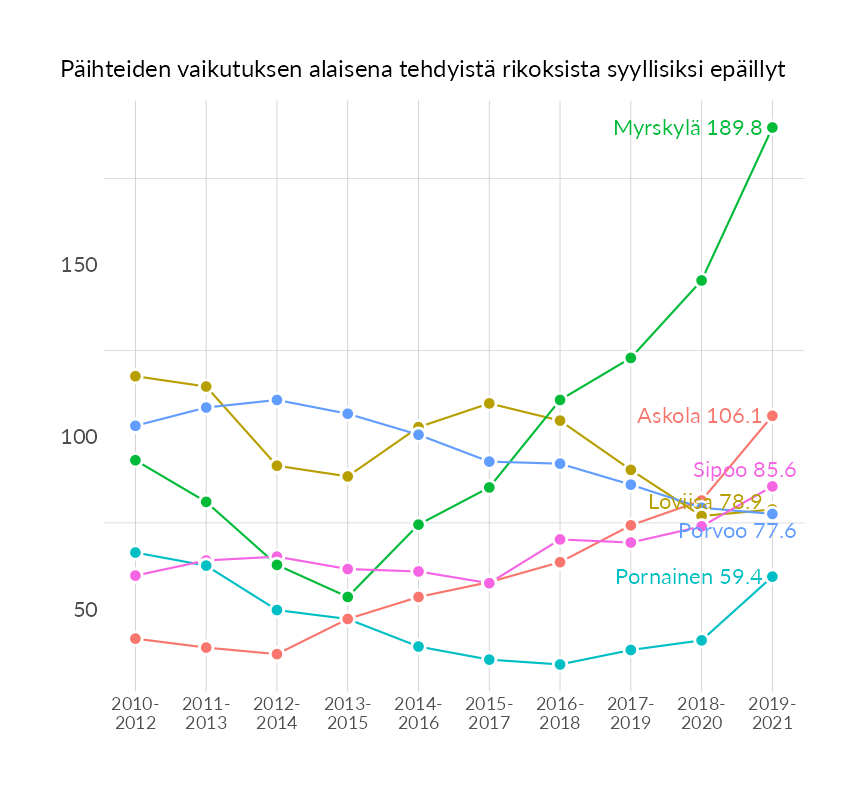 Päihteiden vaikutuksen alaisena tehdyistä rikoksista syyllisiksi epäillyt
Myrskylä 189.8
150
Askola 106.1
100
Sipoo 85.6
Loviisa 78.9
Porvoo 77.6
Pornainen 59.4
50
2010- 2011- 2012- 2013- 2014- 2015- 2016- 2017- 2018- 2019-
2012 2013 2014 2015 2016 2017 2018 2019 2020 2021